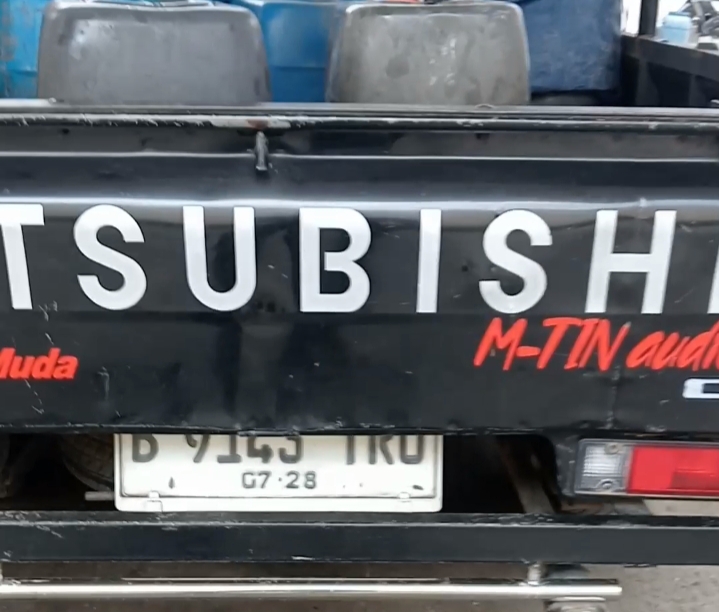 TSUBISHI
Muda
M-TIN audi
B 9143 TRU
07·28